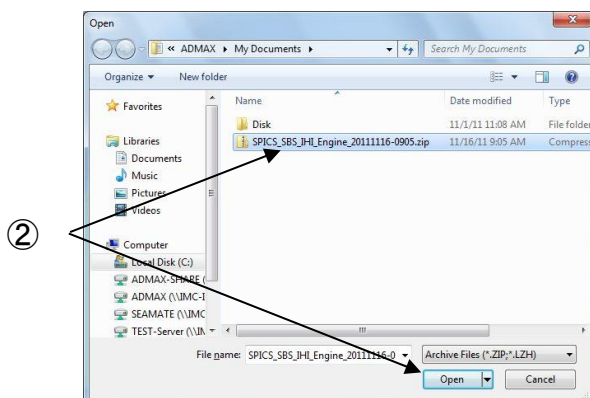 Open
« ADMAX ▸ My Documents ▸ Search My Documents
Organize ▾ New folder
Favorites
Libraries
Documents
Music
Pictures
Videos
Computer
Local Disk (C:)
ADMAX-SHARE (
ADMAX (\\IMC-I
SEAMATE (\\IMC
TEST-Server (\\IN
Name Date modified Type
Disk 11/1/11 11:08 AM File folder
SPICS_SBS_IHI_Engine_20111116-0905.zip 11/16/11 9:05 AM Compress
②
File name: SPICS_SBS_IHI_Engine_20111116-0 Archive Files (*.ZIP;*.LZH)
Open Cancel